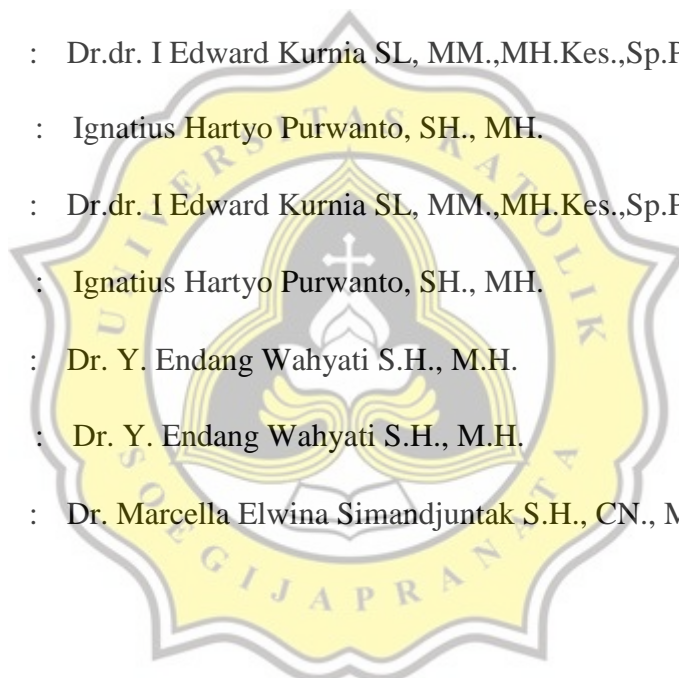 : Dr.dr. I Edward Kurnia SL, MM.,MH.Kes.,Sp.P
: Ignatius Hartyo Purwanto, SH., MH.
: Dr.dr. I Edward Kurnia SL, MM.,MH.Kes.,Sp.P
: Ignatius Hartyo Purwanto, SH., MH.
: Dr. Y. Endang Wahyati S.H., M.H.
: Dr. Y. Endang Wahyati S.H., M.H.
: Dr. Marcella Elwina Simandjuntak S.H., CN., M
UNIVERSITAS KATOLIK
SOEGIJAPRANATA